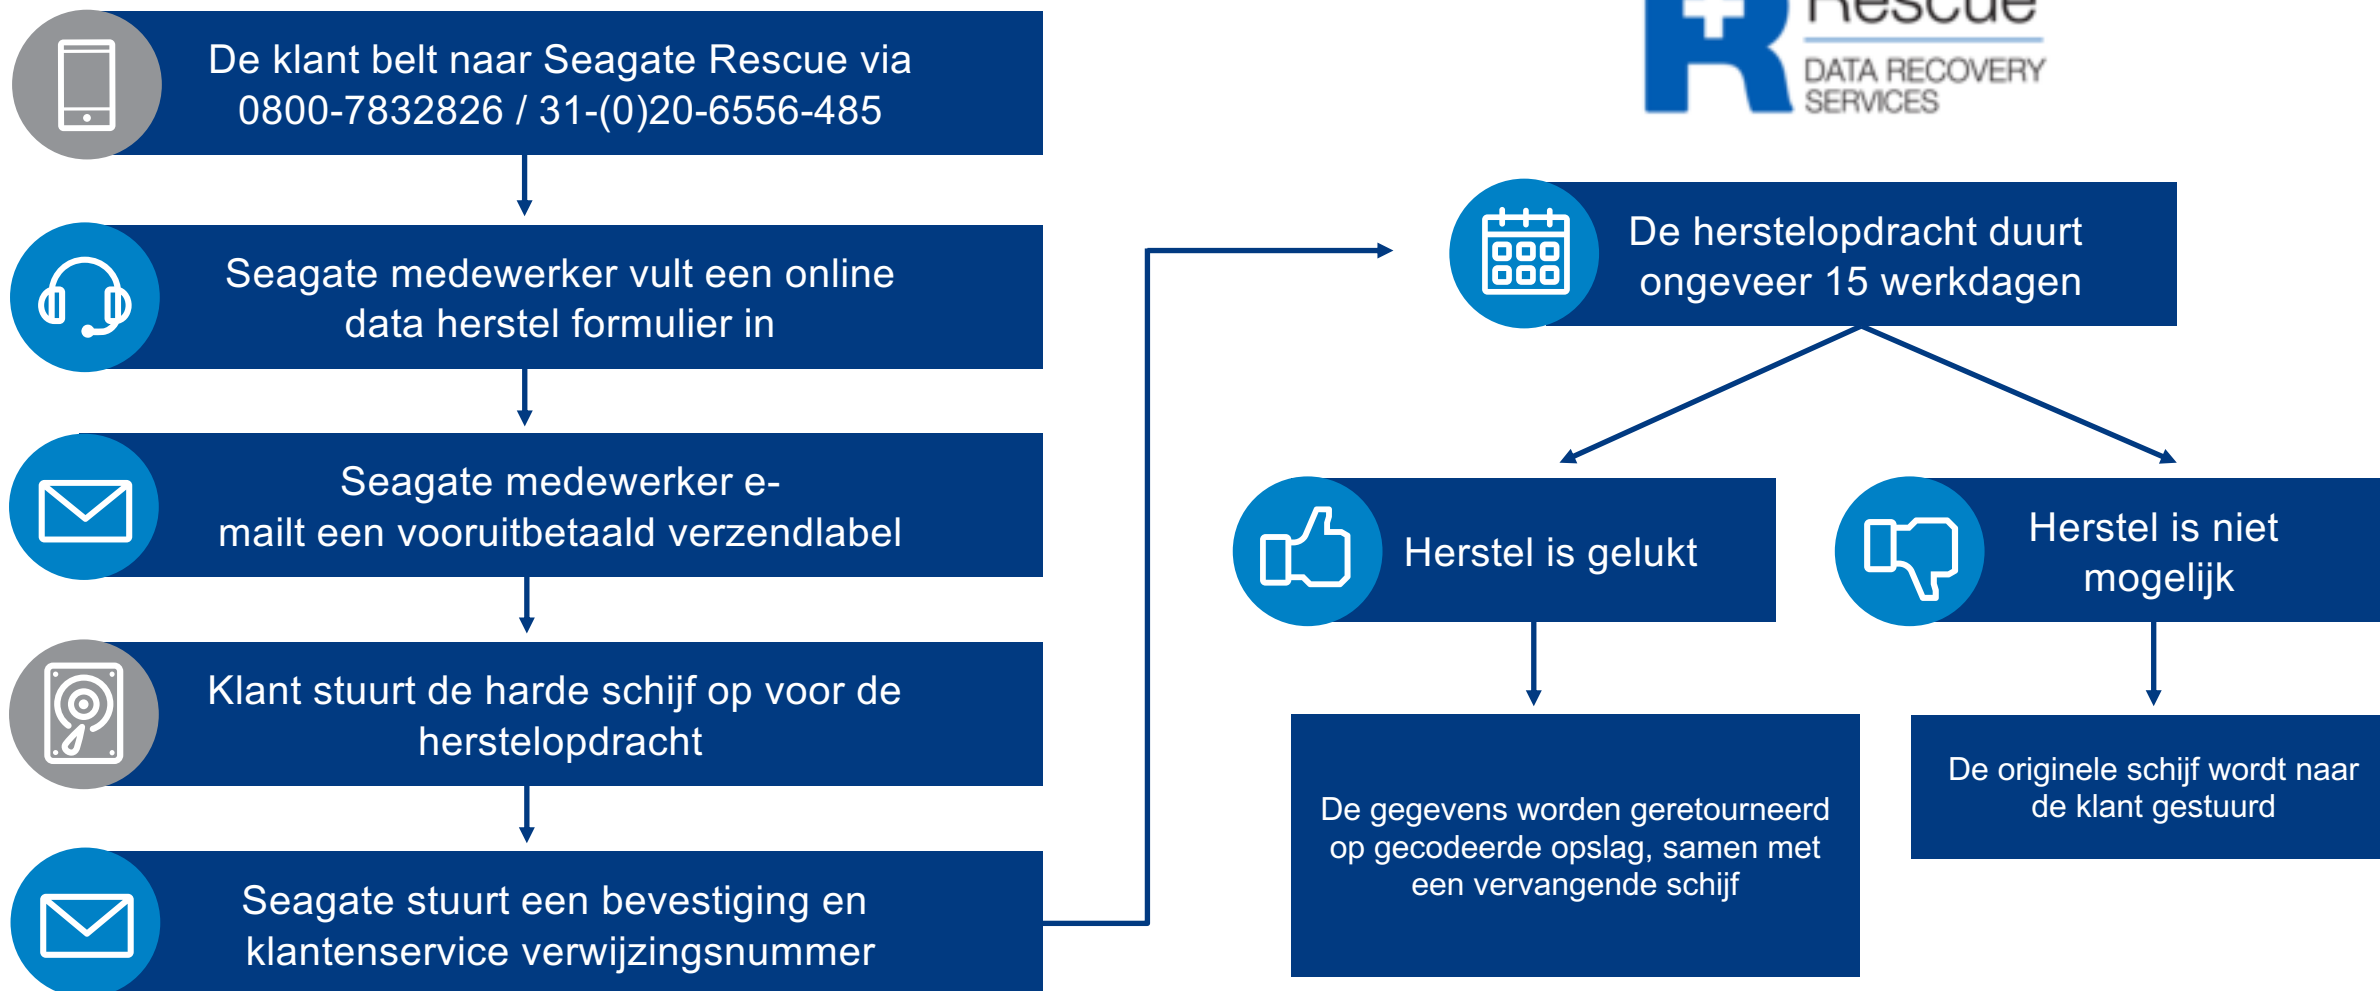 De klant belt naar Seagate Rescue via
0800-7832826 / 31-(0)20-6556-485
Seagate medewerker vult een online
data herstel formulier in
Seagate medewerker e-
mailt een vooruitbetaald verzendlabel
Klant stuurt de harde schijf op voor de
herstelopdracht
Seagate stuurt een bevestiging en
klantenservice verwijzingsnummer
Rescue
DATA RECOVERY
SERVICES
De herstelopdracht duurt
ongeveer 15 werkdagen
Herstel is gelukt
Herstel is niet
mogelijk
De gegevens worden geretourneerd
op gecodeerde opslag, samen met
een vervangende schijf
De originele schijf wordt naar
de klant gestuurd